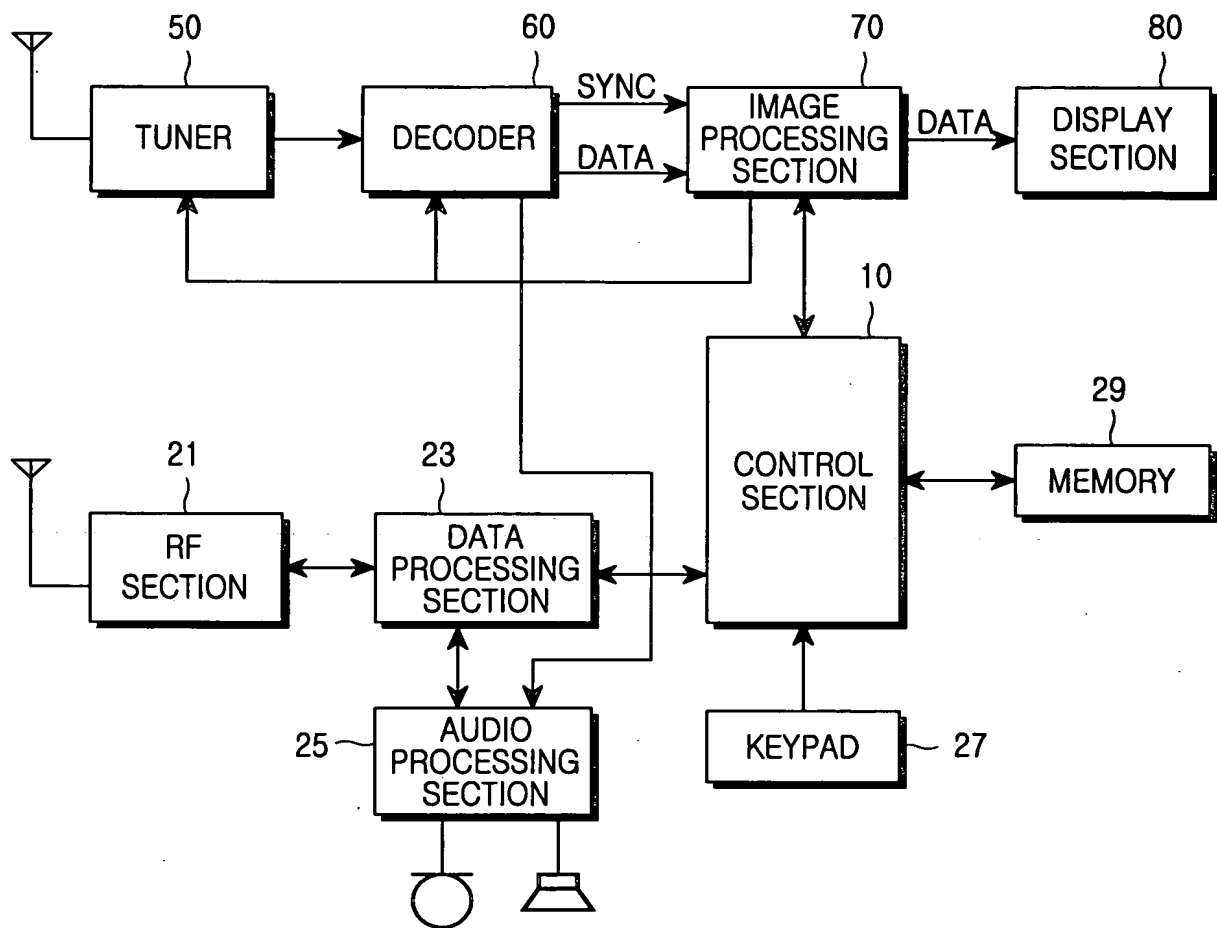 50
60
70
80
TUNER
DECODER
SYNC
DATA
IMAGE
PROCESSING
SECTION
DATA
DISPLAY
SECTION
10
CONTROL
SECTION
29
MEMORY
21
RF
SECTION
23
DATA
PROCESSING
SECTION
25
AUDIO
PROCESSING
SECTION
KEYPAD
27